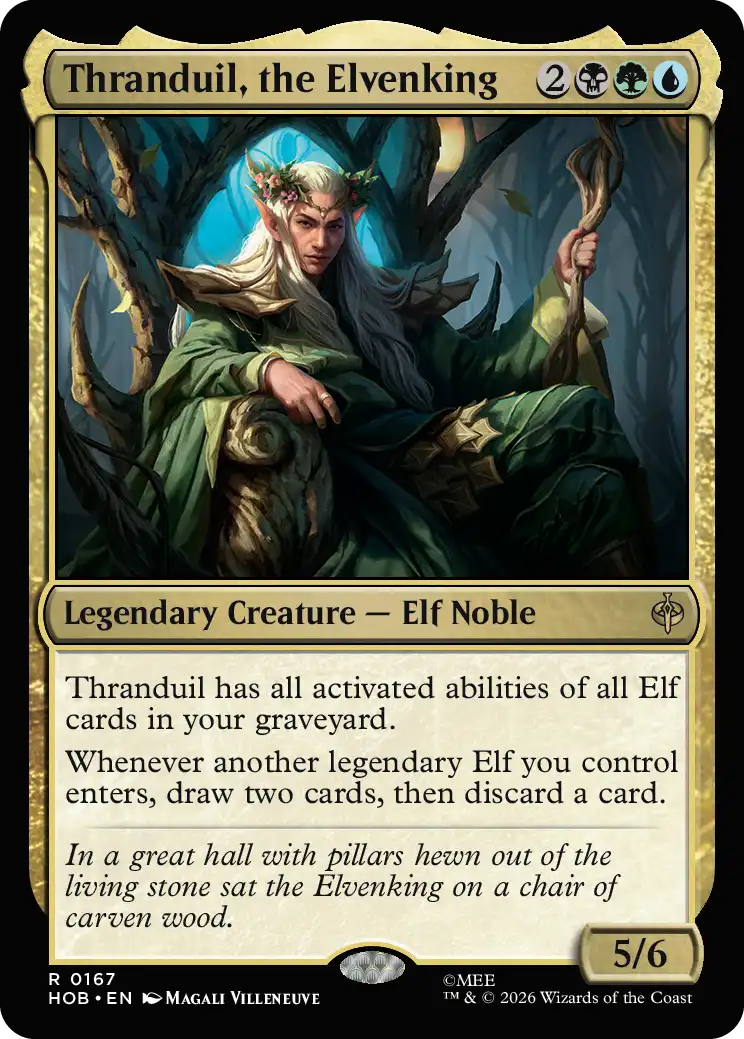 Thranduil, the Elvenking 2
Legendary Creature — Elf Noble
Thranduil has all activated abilities of all Elf
cards in your graveyard.
Whenever another legendary Elf you control
enters, draw two cards, then discard a card.
In a great hall with pillars hewn out of the
living stone sat the Elvenking on a chair of
carven wood.
5/6
R 0167
HOB • EN Magali Villeneuve
©MEE
™ & © 2026 Wizards of the Coast